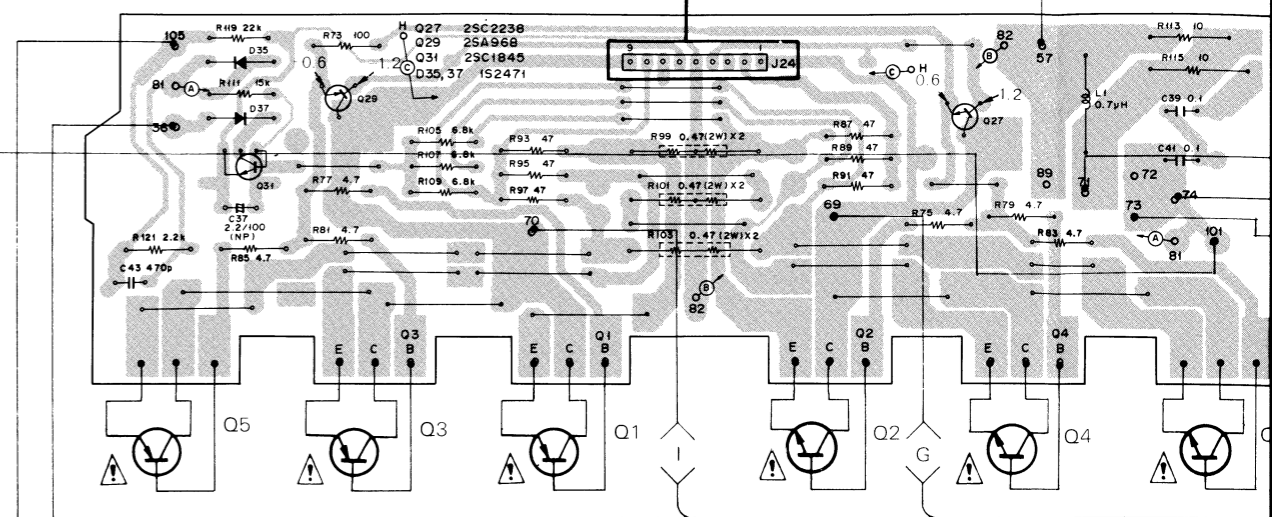 105
R119 22k
D35
R111 15k
81 A
D37
36
Q31
C37
2.2/100
(NP)
R121 2.2k
R85 4.7
C43 470p
R73 100
0.6
1.2
Q29
H
C
Q27 2SC2238
Q29 2SA968
Q31 2SC1845
D35,37 1S2471
R77 4.7
R81 4.7
R105 6.8k
R107 6.8k
R109 6.8k
R93 47
R95 47
R97 47
70
9 1
J24
R99 0.47(2W)X2
R101 0.47(2W)X2
R103 0.47(2W)X2
B
82
R87 47
R89 47
R91 47
69
C H
0.6
82
B
1.2
Q27
57
R75 4.7
R79 4.7
R83 4.7
89
71
L1
0.7μH
R113 10
R115 10
C39 0.1
C41 0.1
72
74
73
A
81
101
E C B
Q3
E C B
Q1
E C B
Q2
E C B
Q4
Q5
Q3
Q1
I
Q2
G
Q4
! ! ! ! ! !